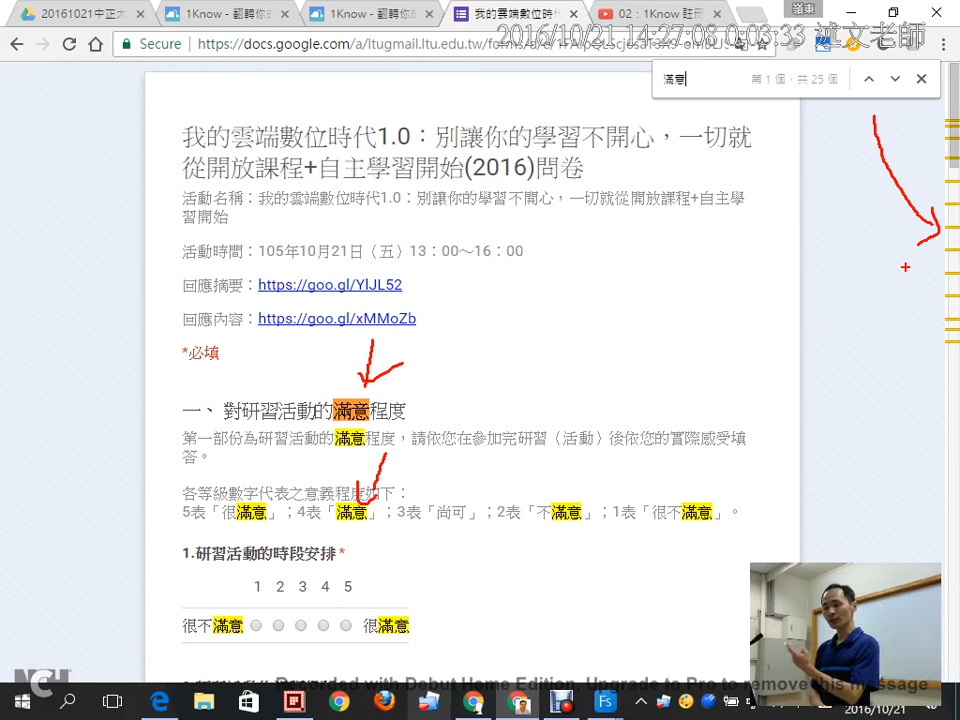 20161021中正大
1Know - 翻轉你的
1Know - 翻轉你的
我的雲端數位時代
02：1Know 註冊
Secure
https://docs.google.com/a/ltugmail.ltu.edu.tw/forms/d/e/
2016/10/21 14:27:08 0:03:33 述文老師
滿意
第 1 個，共 25 個
我的雲端數位時代1.0：別讓你的學習不開心，一切就
從開放課程+自主學習開始(2016)問卷
活動名稱：我的雲端數位時代1.0：別讓你的學習不開心，一切就從開放課程+自主學
習開始
活動時間：105年10月21日（五）13：00～16：00
回應摘要：https://goo.gl/YlJL52
回應內容：https://goo.gl/xMMoZb
*必填
一、 對研習活動的滿意程度
第一部份為研習活動的滿意程度，請依您在參加完研習（活動）後依您的實際感受填
答。
各等級數字代表之意義程度如下：
5表「很滿意」；4表「滿意」；3表「尚可」；2表「不滿意」；1表「很不滿意」。
1.研習活動的時段安排 *
1 2 3 4 5
很不滿意
很滿意
NCH
Recorded with Debut Home Edition. Upgrade to Pro to remove this message
2016/10/21